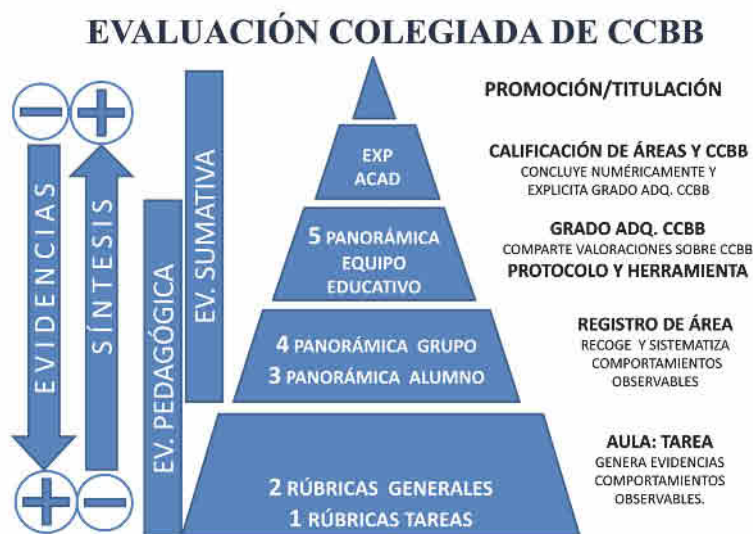 EVALUACIÓN COLEGIADA DE CCBB
EVIDENCIAS
SÍNTESIS
EV. PEDAGÓGICA
EV. SUMATIVA
PROMOCIÓN/TITULACIÓN
EXP
ACAD
CALIFICACIÓN DE ÁREAS Y CCBB
CONCLUYE NUMÉRICAMENTE Y
EXPLICITA GRADO ADQ. CCBB
5 PANORÁMICA
EQUIPO
EDUCATIVO
GRADO ADQ. CCBB
COMPARTE VALORACIONES SOBRE CCBB
PROTOCOLO Y HERRAMIENTA
4 PANORÁMICA GRUPO
3 PANORÁMICA ALUMNO
REGISTRO DE ÁREA
RECOGE Y SISTEMATIZA
COMPORTAMIENTOS
OBSERVABLES
2 RÚBRICAS GENERALES
1 RÚBRICAS TAREAS
AULA: TAREA
GENERA EVIDENCIAS
COMPORTAMIENTOS
OBSERVABLES.